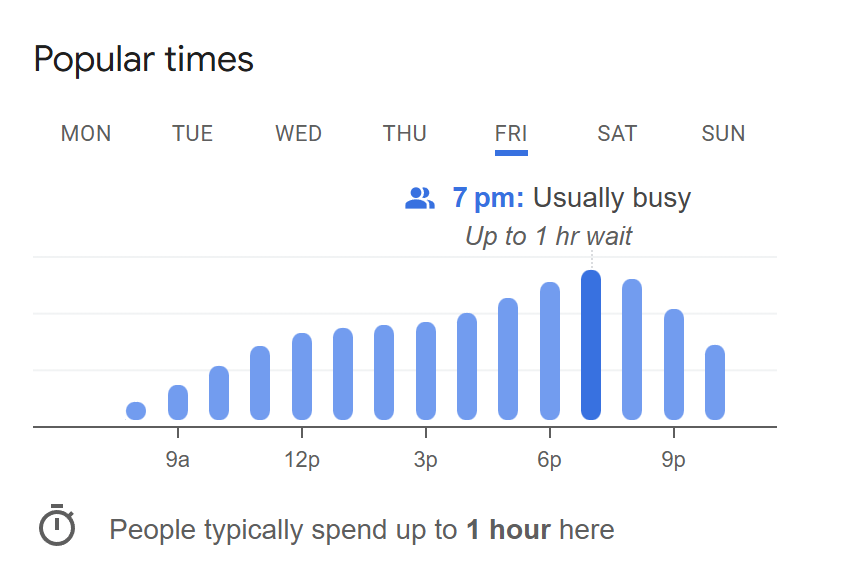 Popular times
MON TUE WED THU FRI SAT SUN
7 pm: Usually busy
Up to 1 hr wait
9a 12p 3p 6p 9p
People typically spend up to 1 hour here